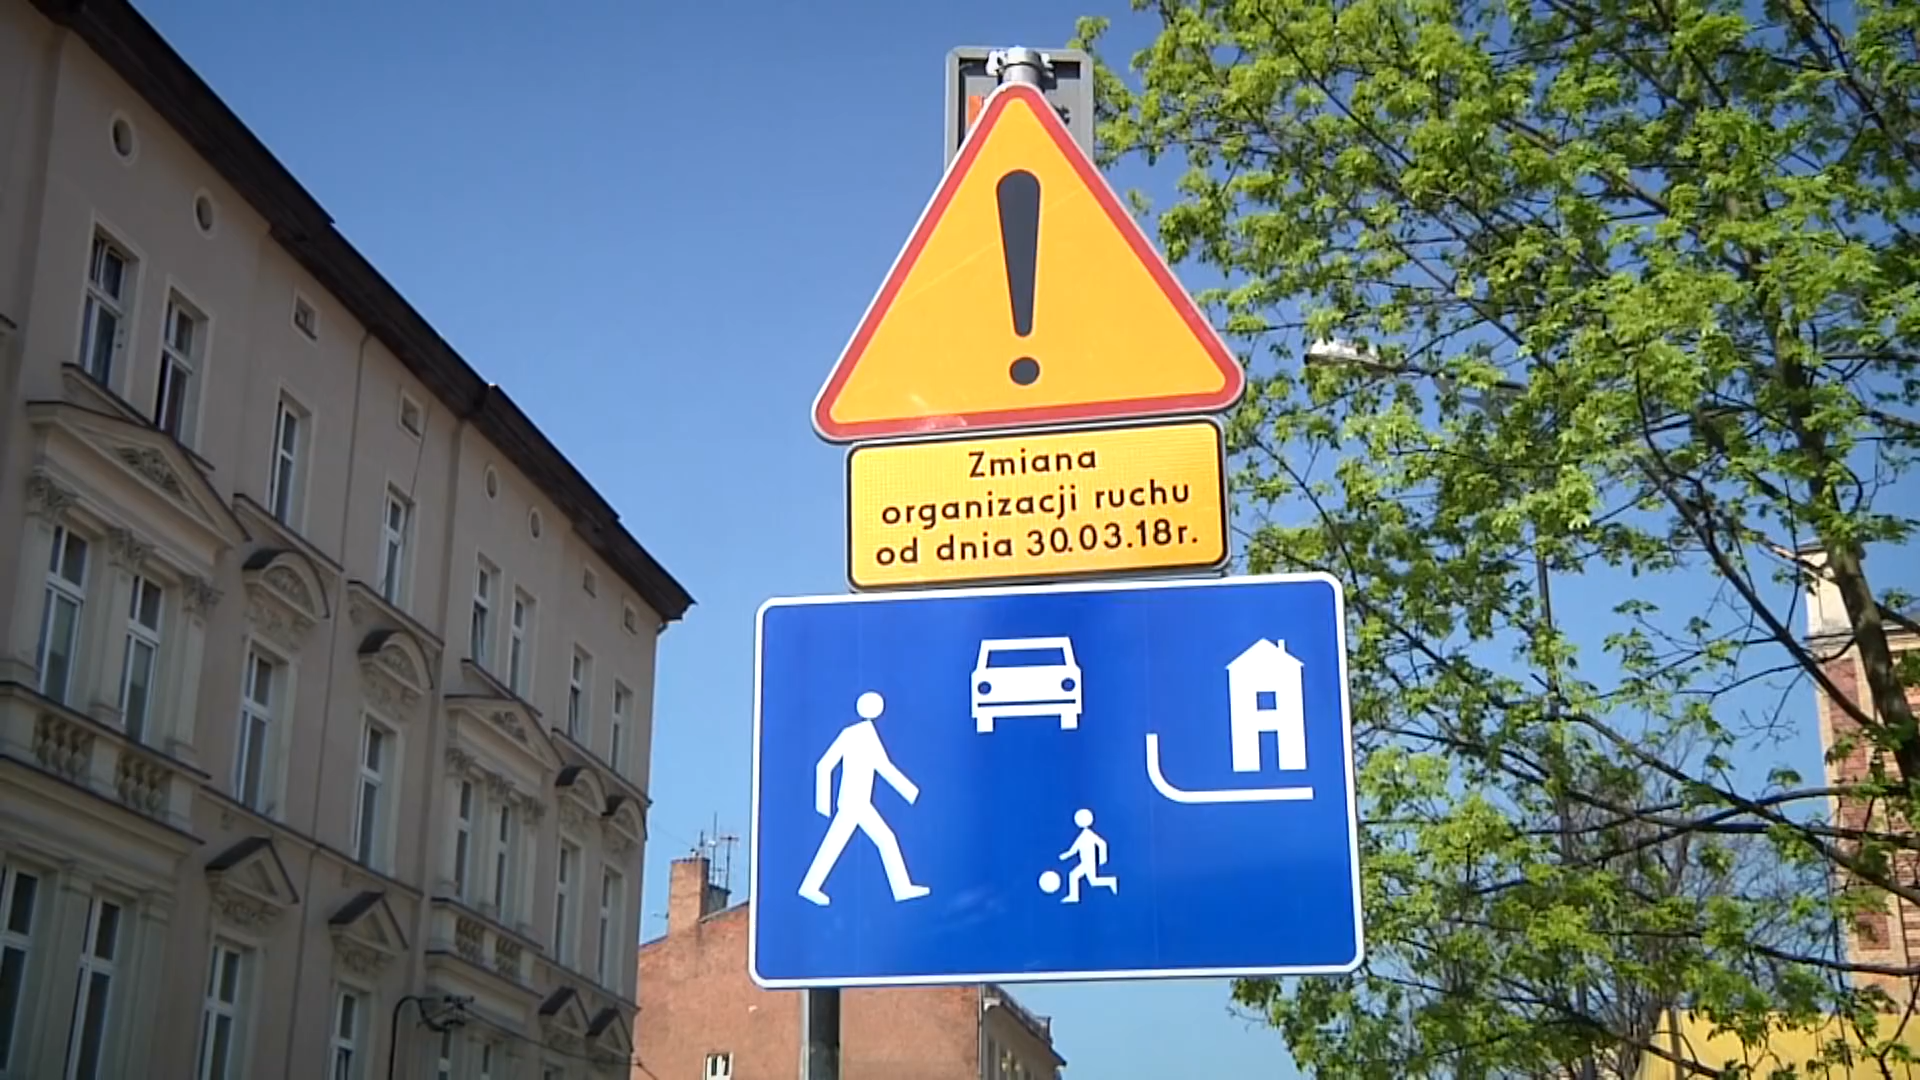 Zmiana
organizacji ruchu
od dnia 30.03.18r.